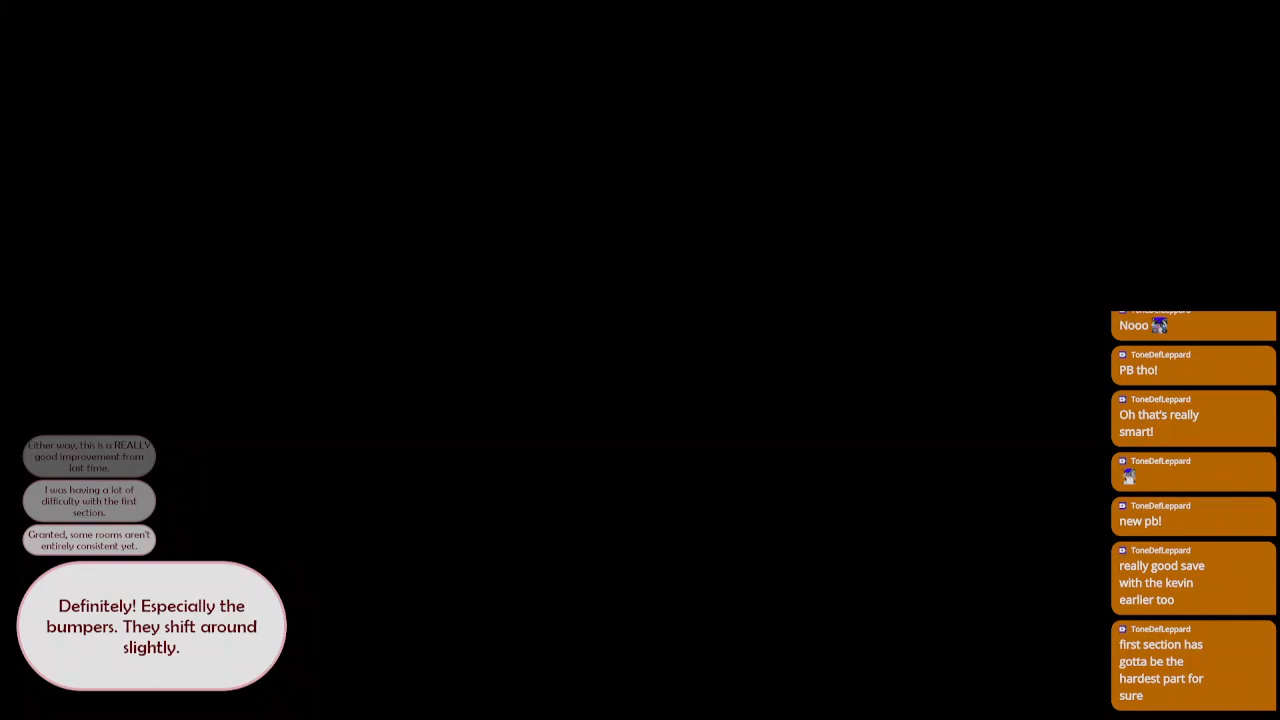 Either way, this is a REALLY
good improvement from
last time.
I was having a lot of
difficulty with the first
section.
Granted, some rooms aren't
entirely consistent yet.
Definitely! Especially the
bumpers. They shift around
slightly.
ToneDefLeppard
Nooo
ToneDefLeppard
PB tho!
ToneDefLeppard
Oh that's really
smart!
ToneDefLeppard
ToneDefLeppard
new pb!
ToneDefLeppard
really good save
with the kevin
earlier too
ToneDefLeppard
first section has
gotta be the
hardest part for
sure